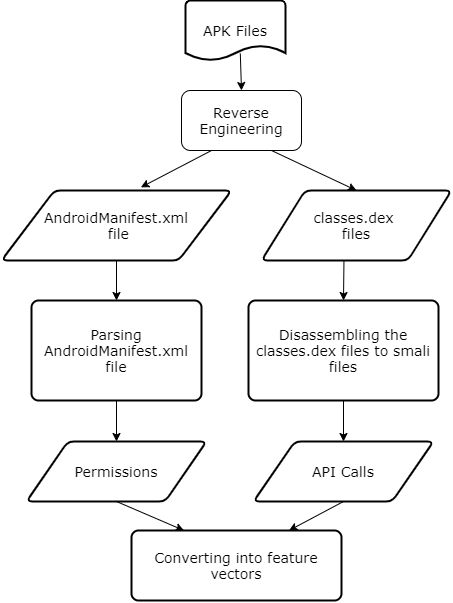 APK Files
Reverse
Engineering
AndroidManifest.xml
file
classes.dex
files
Parsing
AndroidManifest.xml
file
Disassembling the
classes.dex files to smali
files
Permissions
API Calls
Converting into feature
vectors